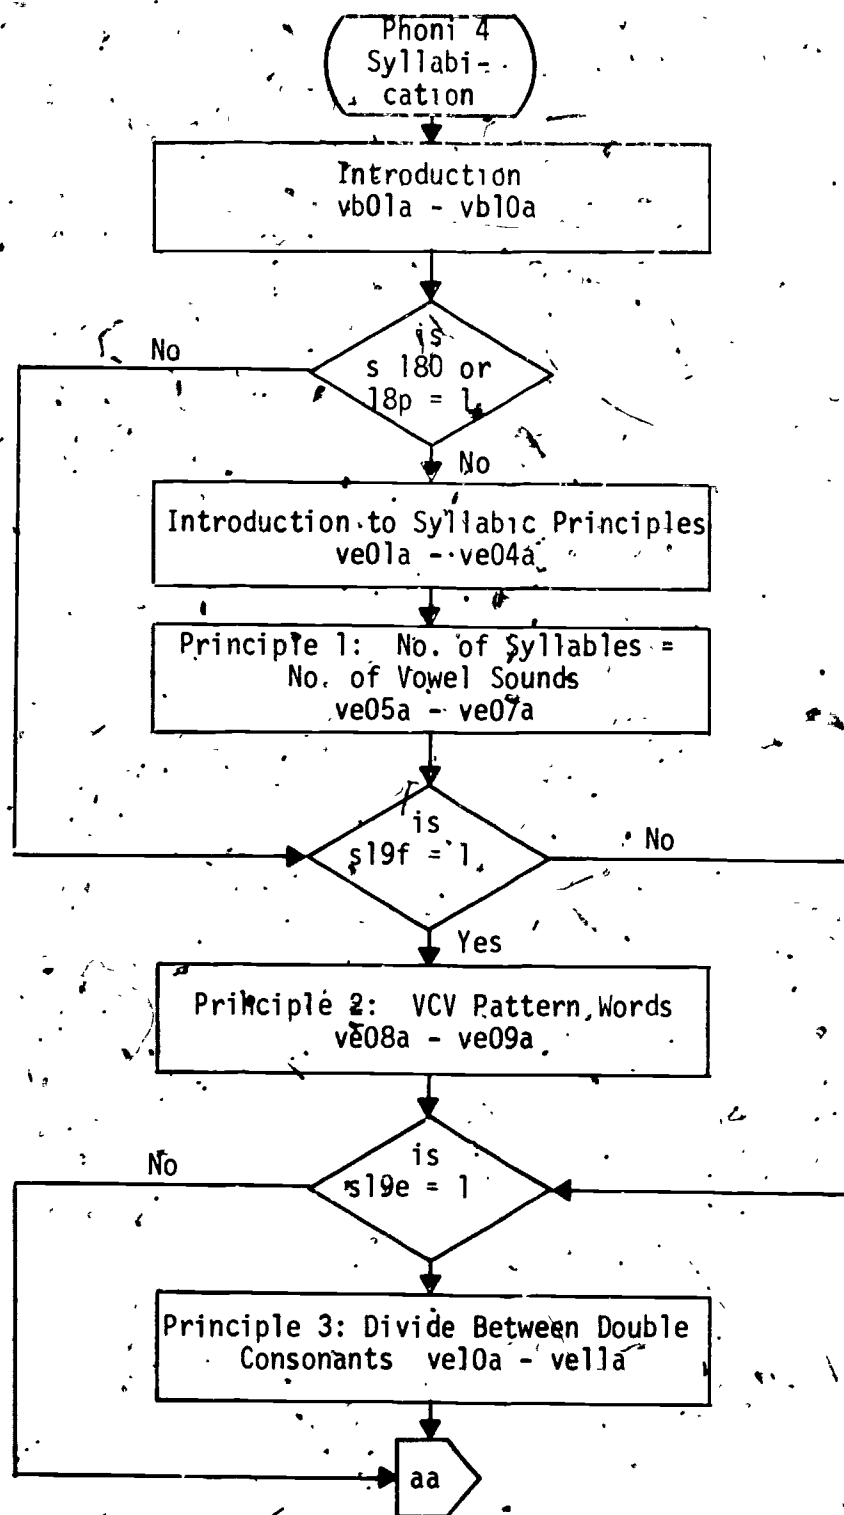 Phoni 4
Syllabi-
cation
Introduction
vb01a - vb10a
is
s 180 or
18p = 1
No
No
Introduction to Syllabic Principles
ve01a - ve04a
Principle 1: No. of Syllables =
No. of Vowel Sounds
ve05a - ve07a
is
s19f = 1
No
Yes
Principle 2: VCV Pattern Words
ve08a - ve09a
is
s19e = 1
No
Principle 3: Divide Between Double
Consonants ve10a - ve11a
aa